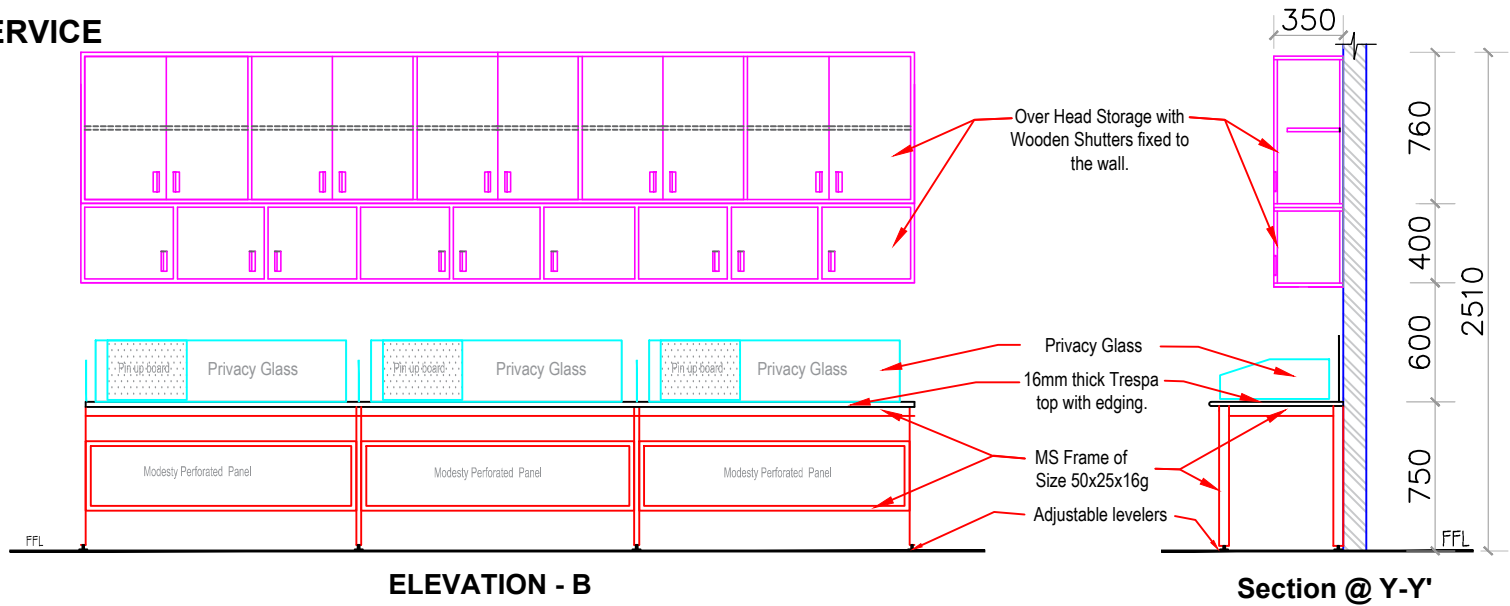 ERVICE
350
Over Head Storage with
Wooden Shutters fixed to
the wall.
760
400
600
750
2510
Pin up board
Privacy Glass
Pin up board
Privacy Glass
Pin up board
Privacy Glass
Privacy Glass
16mm thick Trespa
top with edging.
Modesty Perforated Panel
Modesty Perforated Panel
Modesty Perforated Panel
MS Frame of
Size 50x25x16g
Adjustable levelers
FFL
FFL
ELEVATION - B
Section @ Y-Y'